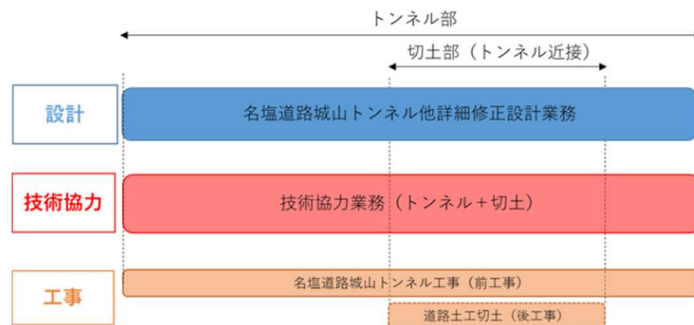 トンネル部
切土部（トンネル近接）
設計
名塩道路城山トンネル他詳細修正設計業務
技術協力
技術協力業務（トンネル＋切土）
工事
名塩道路城山トンネル工事（前工事）
道路土工切土（後工事）